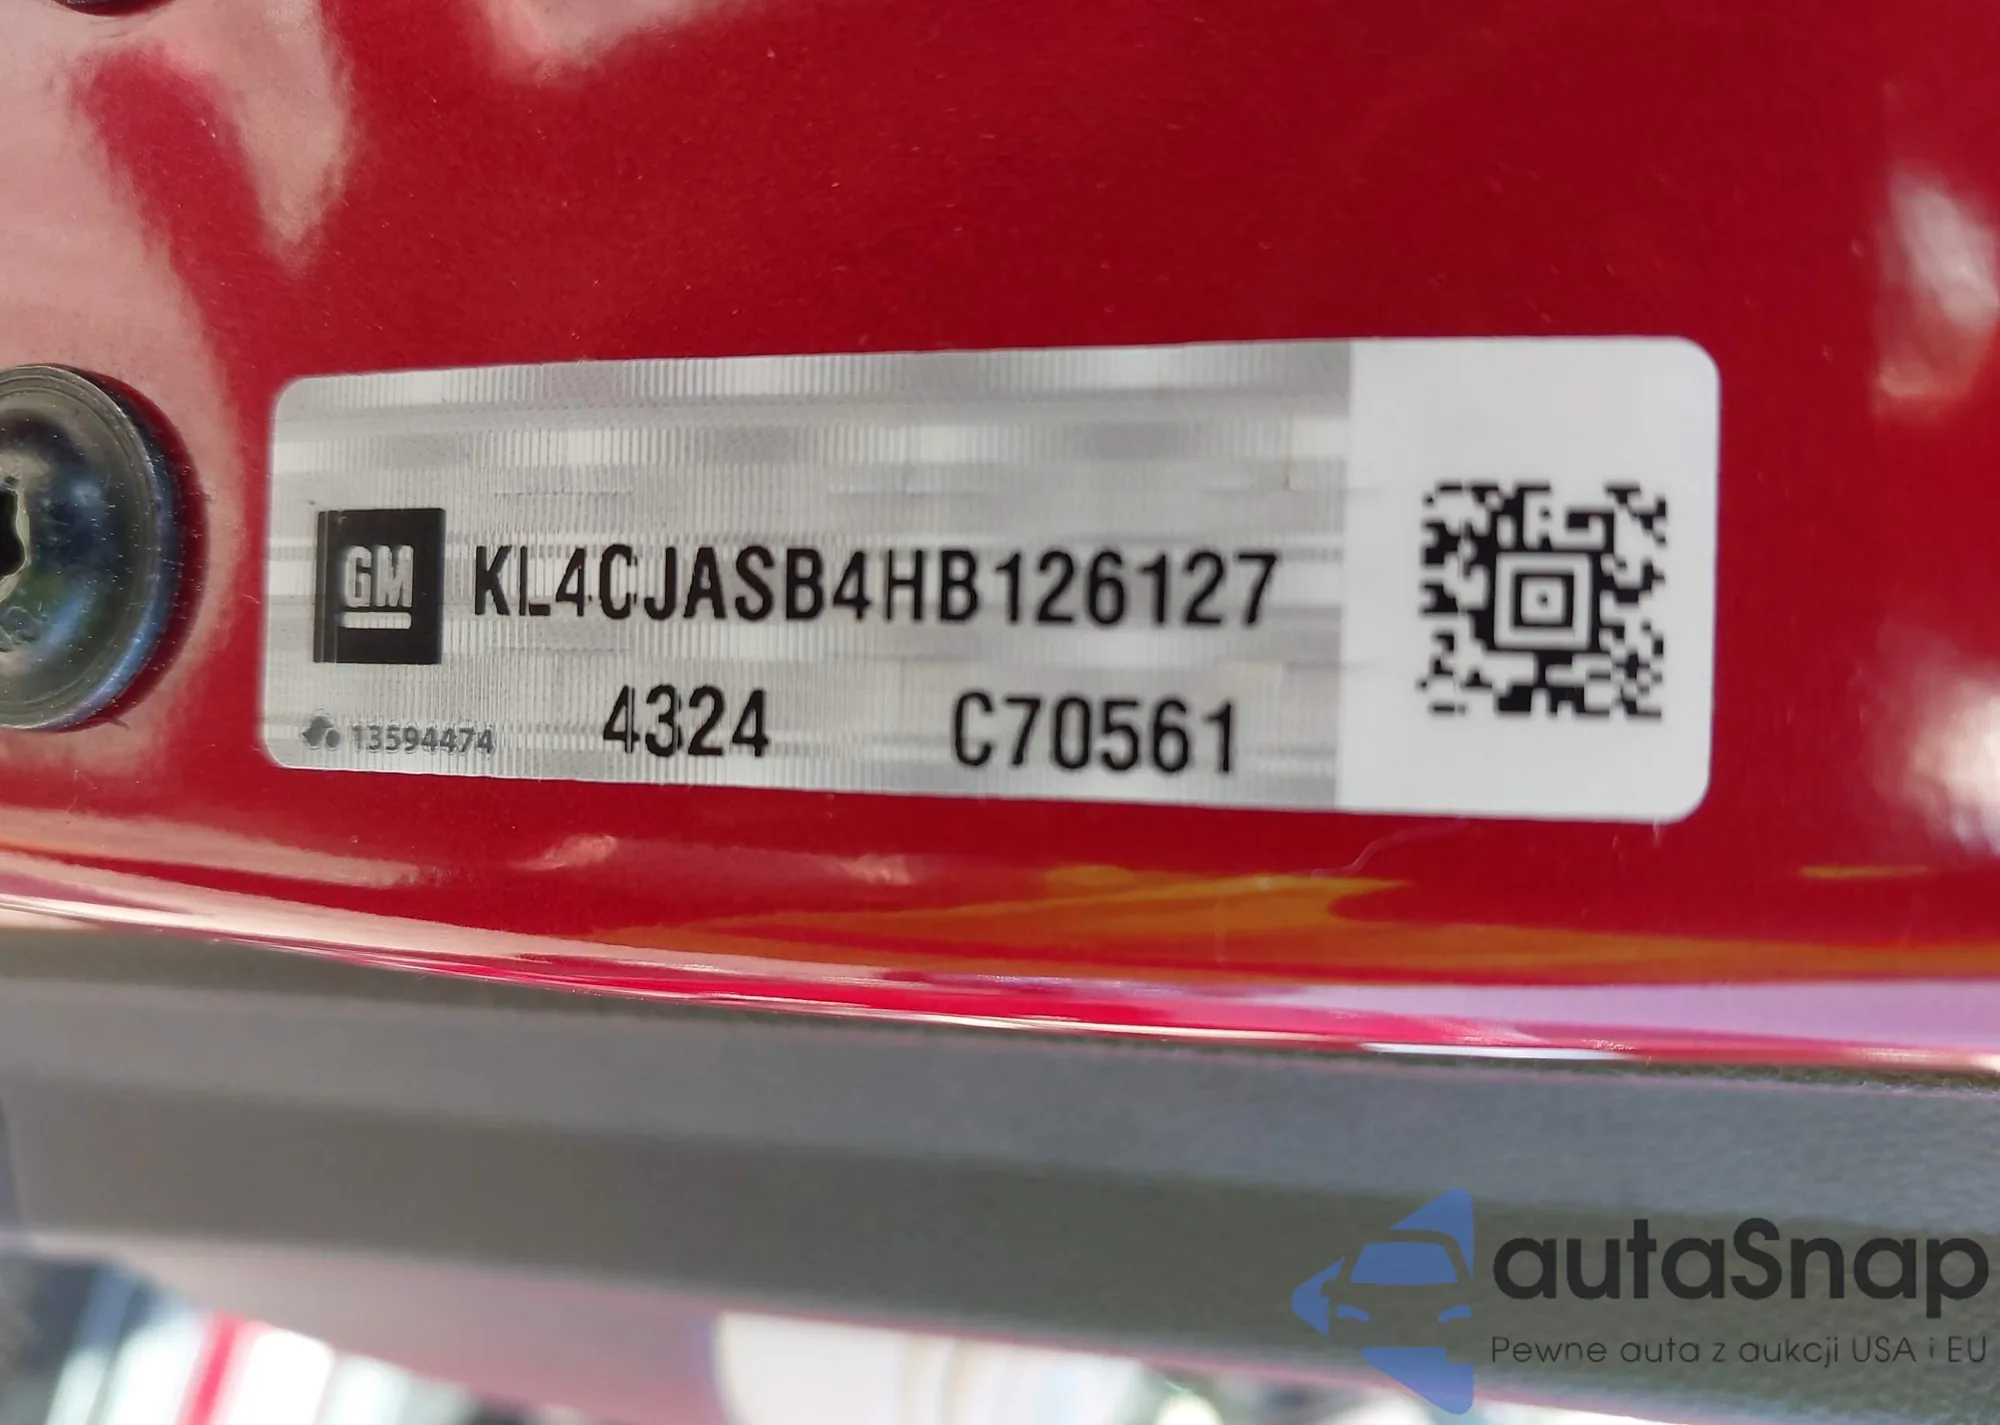 GM KL4CJASB4HB126127
13594474 4324 C70561
autaSnap
Pewne auta z aukcji USA i EU